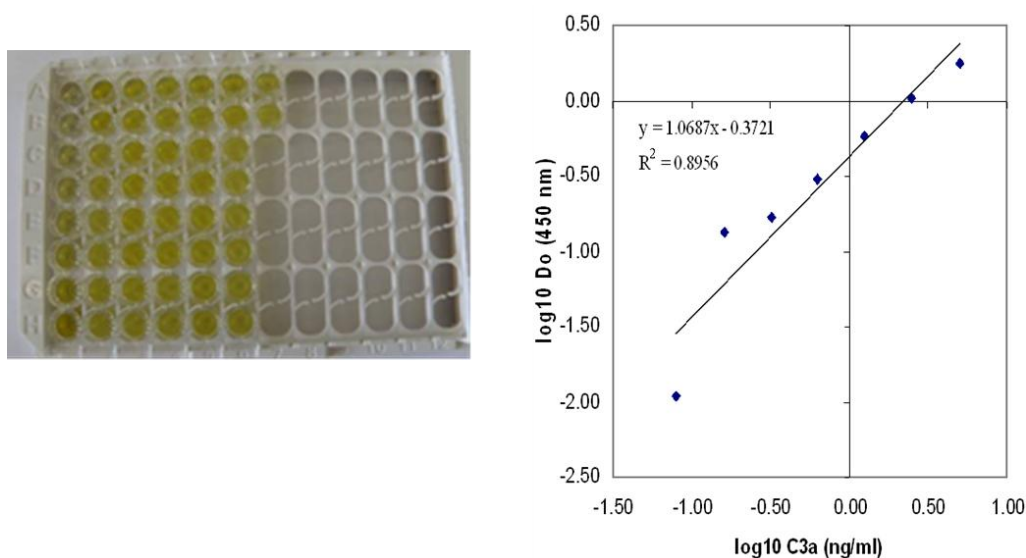 A
B
C
D
E
F
G
H
0.50
0.00
-0.50
-1.00
-1.50
-2.00
-2.50
log10 Do (450 nm)
y = 1.0687x - 0.3721
R² = 0.8956
-1.50 -1.00 -0.50 0.00 0.50 1.00
log10 C3a (ng/ml)